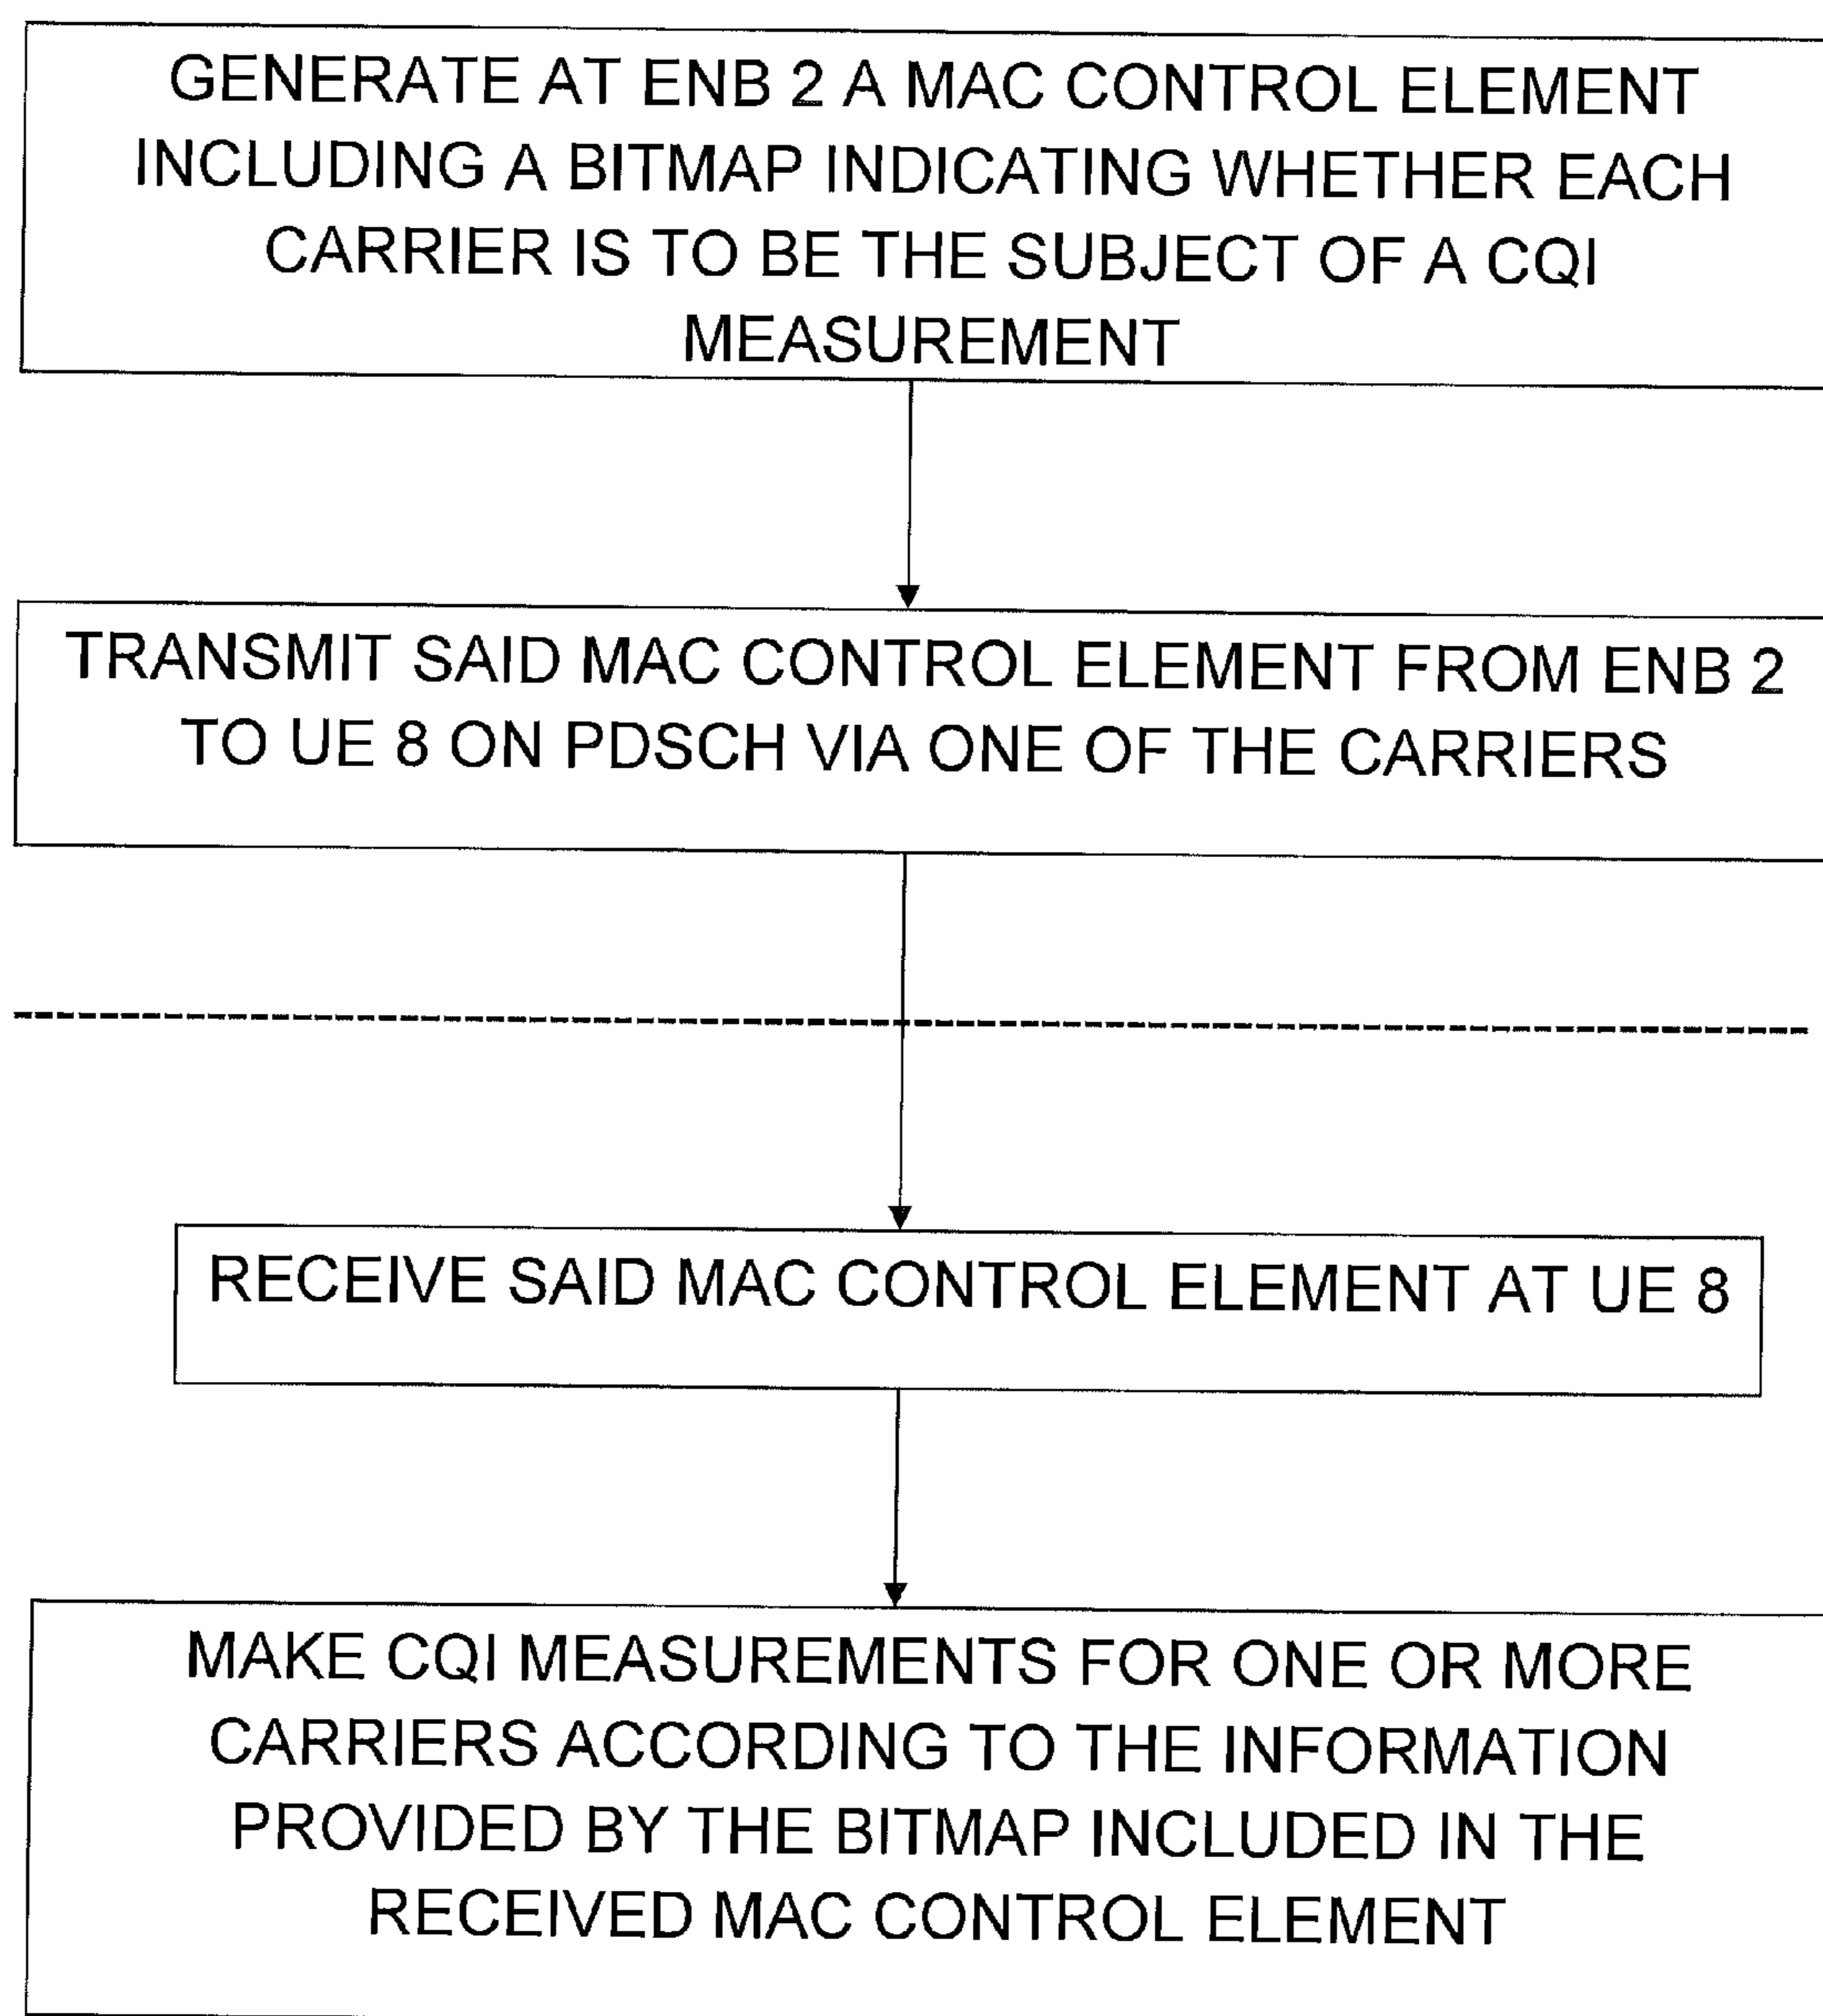 GENERATE AT ENB 2 A MAC CONTROL ELEMENT
INCLUDING A BITMAP INDICATING WHETHER EACH
CARRIER IS TO BE THE SUBJECT OF A CQI
MEASUREMENT
TRANSMIT SAID MAC CONTROL ELEMENT FROM ENB 2
TO UE 8 ON PDSCH VIA ONE OF THE CARRIERS
RECEIVE SAID MAC CONTROL ELEMENT AT UE 8
MAKE CQI MEASUREMENTS FOR ONE OR MORE
CARRIERS ACCORDING TO THE INFORMATION
PROVIDED BY THE BITMAP INCLUDED IN THE
RECEIVED MAC CONTROL ELEMENT